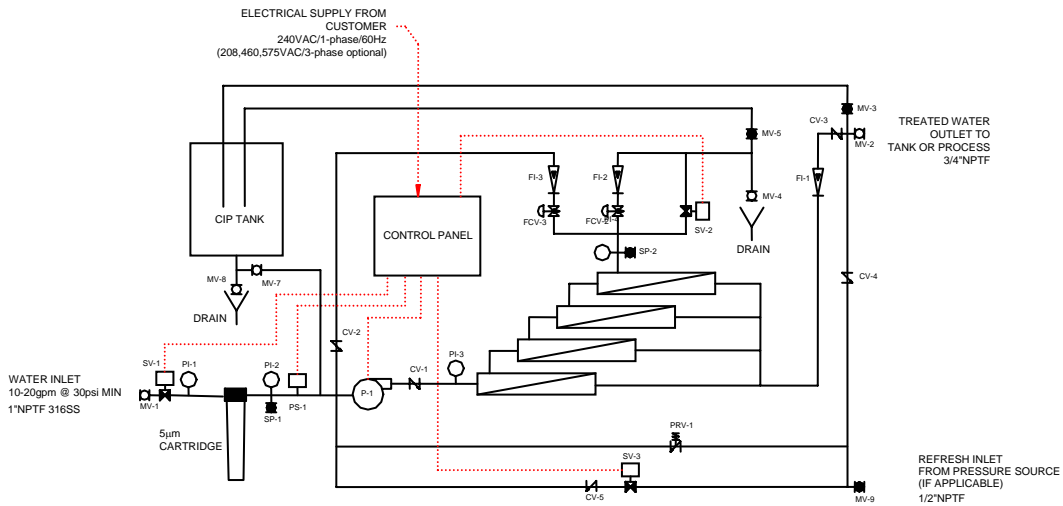 ELECTRICAL SUPPLY FROM
CUSTOMER
240VAC/1-phase/60Hz
(208,460,575VAC/3-phase optional)
MV-3
CV-3
MV-2
TREATED WATER
OUTLET TO
TANK OR PROCESS
3/4"NPTF
MV-5
FI-3
FI-2
FI-1
MV-4
CIP TANK
CONTROL PANEL
FCV-3
FCV-2
SV-2
DRAIN
SP-2
MV-8
MV-7
CV-4
DRAIN
CV-2
SV-1
PI-1
PI-2
PI-3
CV-1
WATER INLET
10-20gpm @ 30psi MIN
1"NPTF 316SS
MV-1
P-1
PS-1
SP-1
5µm
CARTRIDGE
PRV-1
SV-3
CV-5
MV-9
REFRESH INLET
FROM PRESSURE SOURCE
(IF APPLICABLE)
1/2"NPTF